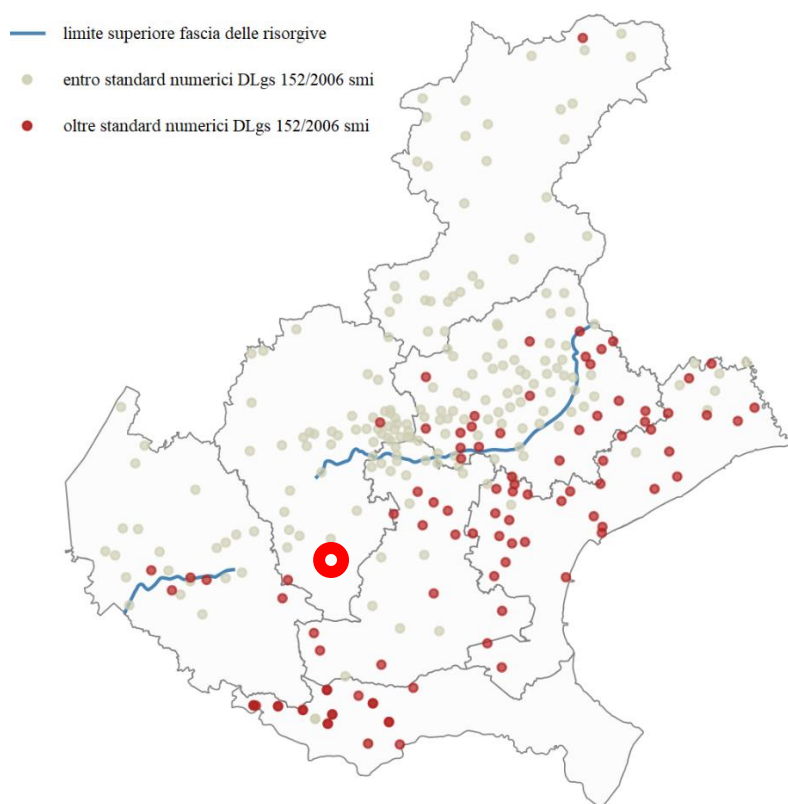 limite superiore fascia delle risorgive
entro standard numerici DLgs 152/2006 smi
oltre standard numerici DLgs 152/2006 smi